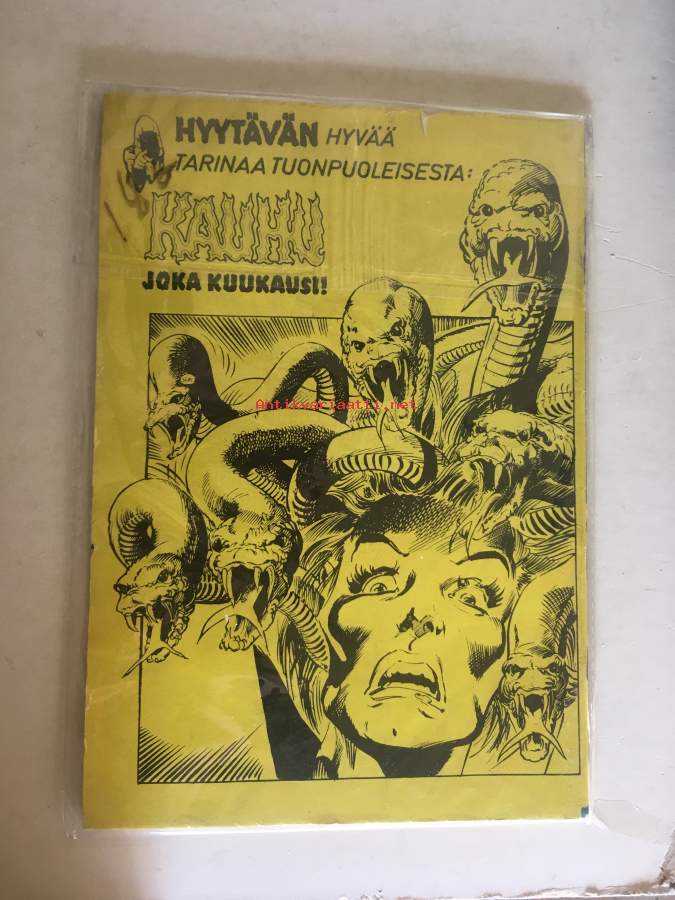 HYYTÄVÄN HYVÄÄ
TARINAA TUONPUOLEISESTA:
KAUHU
JOKA KUUKAUSI!
Antikvariaatti.net